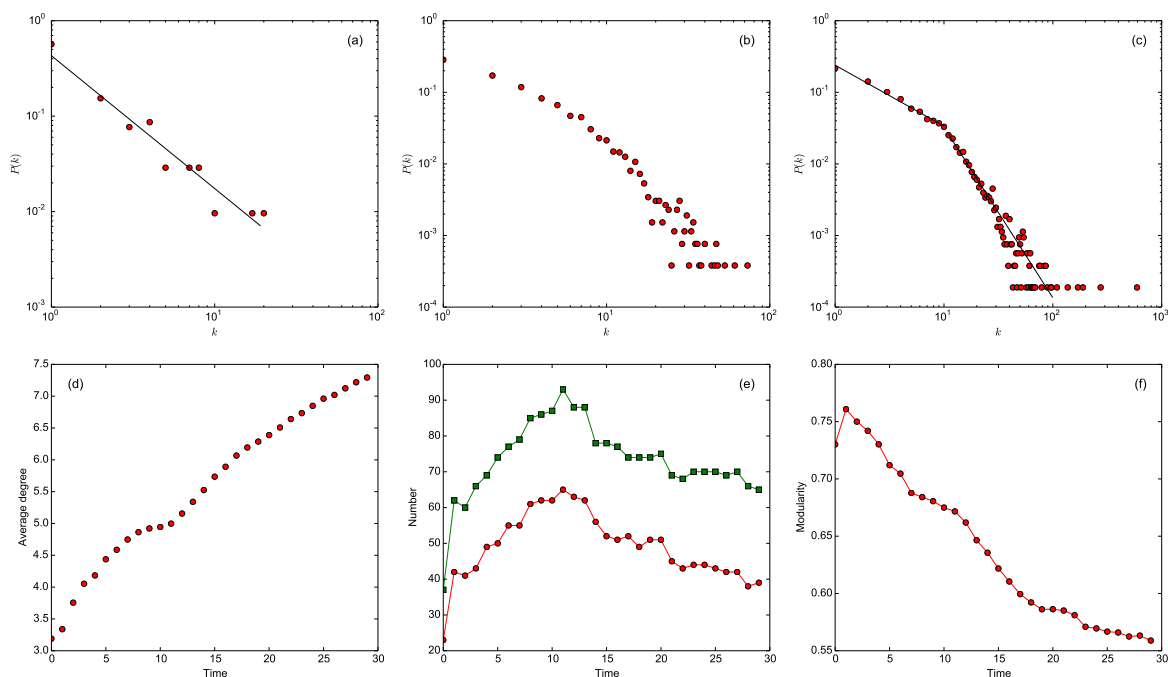 (a)
10^0
10^-1
10^-2
10^-3
P(k)
10^0
10^1
10^2
k
(b)
10^0
10^-1
10^-2
10^-3
10^-4
P(k)
10^0
10^1
10^2
k
(c)
10^0
10^-1
10^-2
10^-3
10^-4
P(k)
10^0
10^1
10^2
10^3
k
(d)
7.5
7.0
6.5
6.0
5.5
5.0
4.5
4.0
3.5
3.0
Average degree
0 5 10 15 20 25 30
Time
(e)
100
90
80
70
60
50
40
30
20
Number
0 5 10 15 20 25 30
Time
(f)
0.80
0.75
0.70
0.65
0.60
0.55
Modularity
0 5 10 15 20 25 30
Time